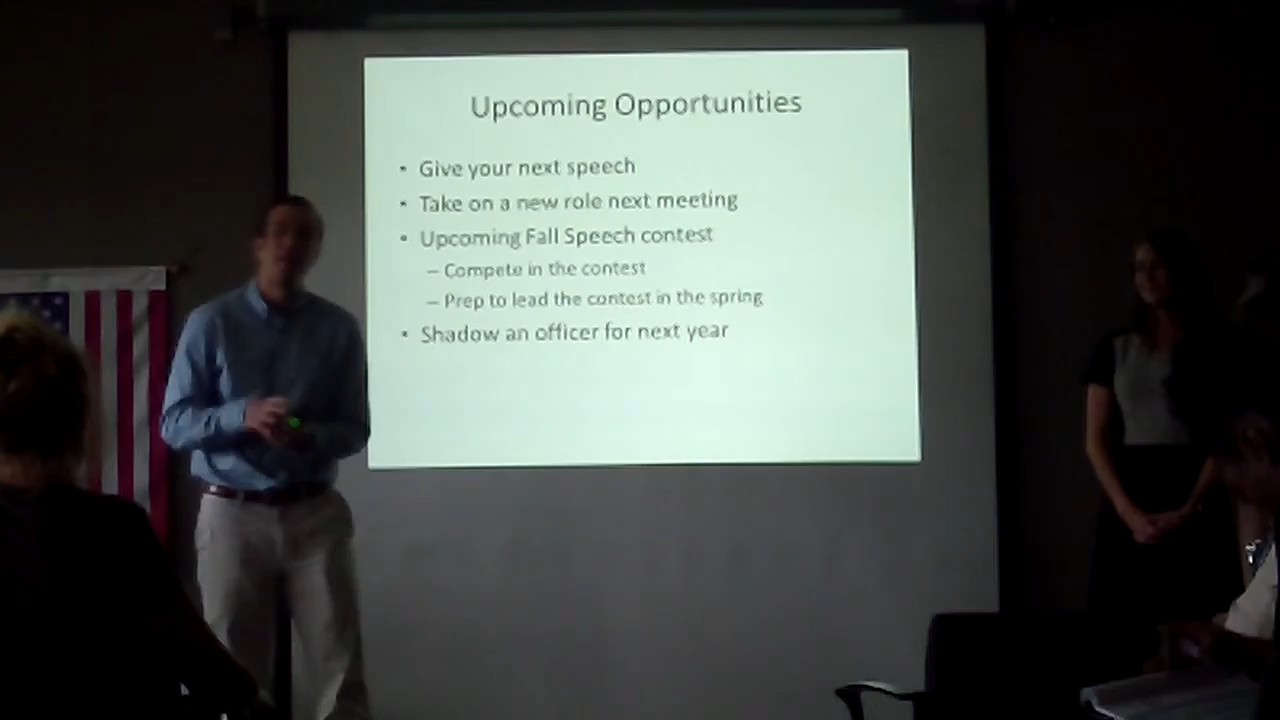 Upcoming Opportunities
• Give your next speech
• Take on a new role next meeting
• Upcoming Fall Speech contest
– Compete in the contest
– Prep to lead the contest in the spring
• Shadow an officer for next year